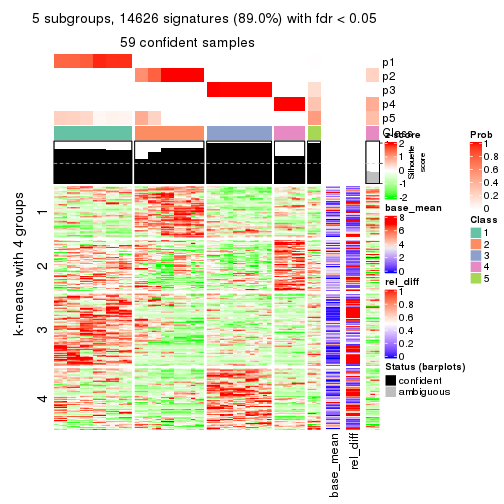 5 subgroups, 14626 signatures (89.0%) with fdr < 0.05
59 confident samples
p1
p2
p3
p4
p5
Class
1
2
3
4
k-means with 4 groups
base_mean
rel_diff
z-score
2
1
0
-1
-2
Silhouette
score
base_mean
8
6
4
2
0
rel_diff
1
0.8
0.6
0.4
0.2
0
Status (barplots)
confident
ambiguous
Prob
1
0.8
0.6
0.4
0.2
0
Class
1
2
3
4
5